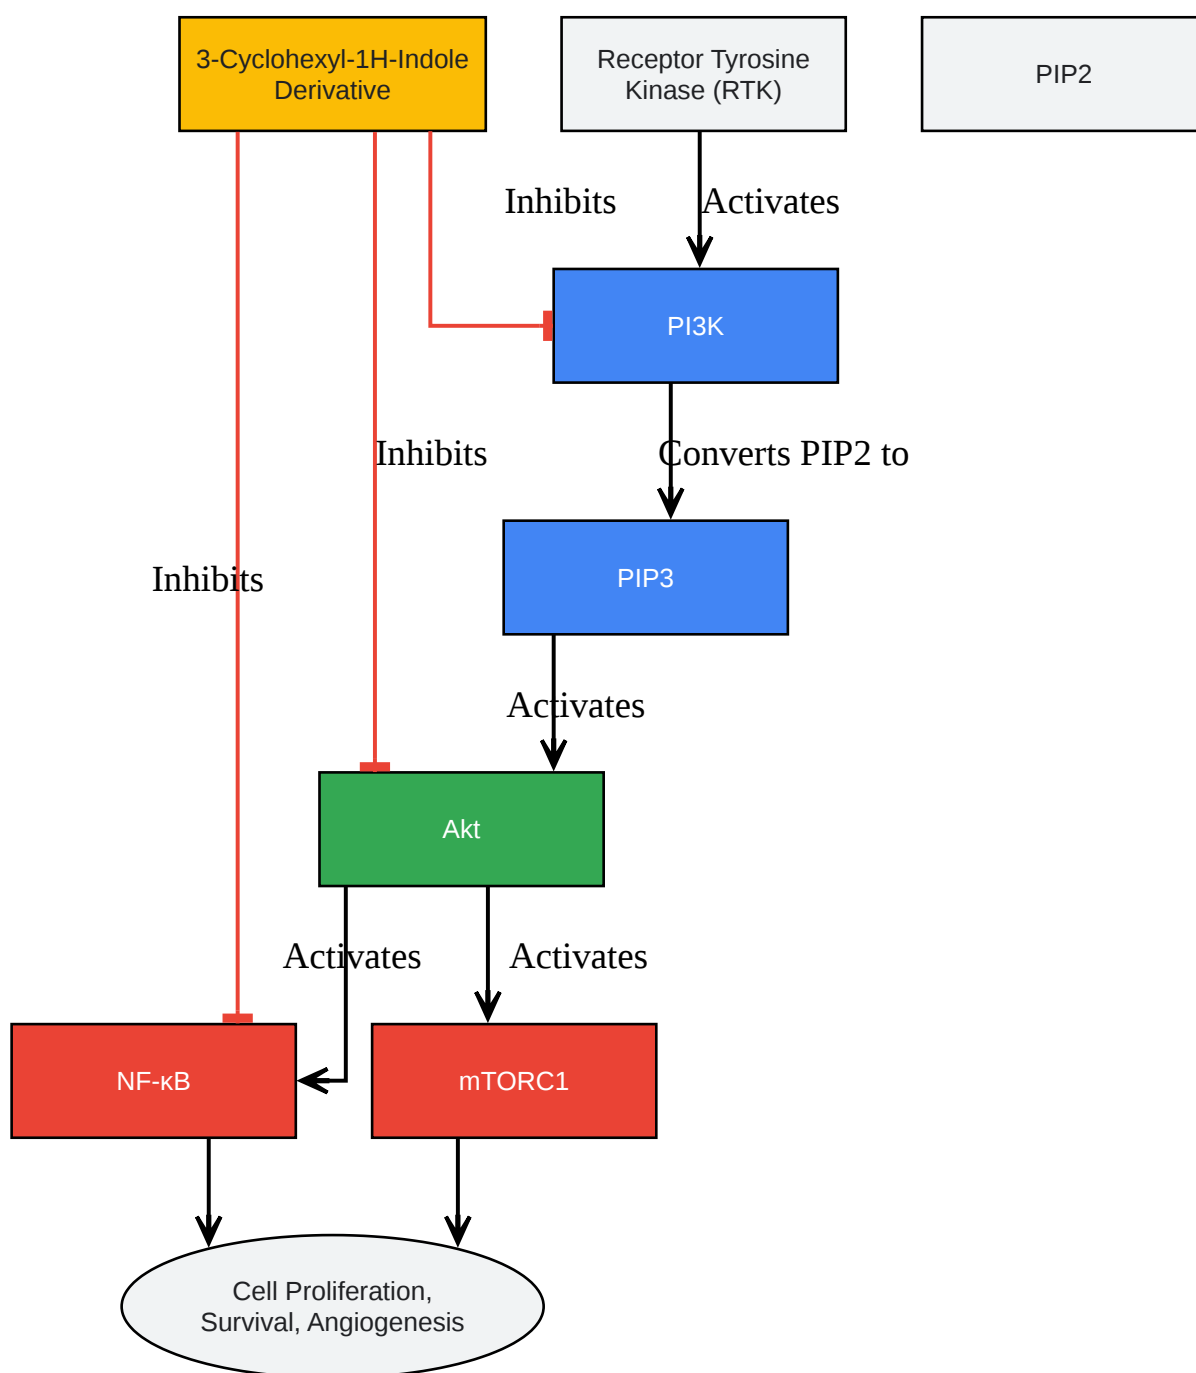 3-Cyclohexyl-1H-Indole
Derivative
Receptor Tyrosine
Kinase (RTK)
PIP2
Inhibits
Activates
PI3K
Inhibits
Converts PIP2 to
Inhibits
PIP3
Activates
Akt
Activates
Activates
NF-κB
mTORC1
Cell Proliferation,
Survival, Angiogenesis